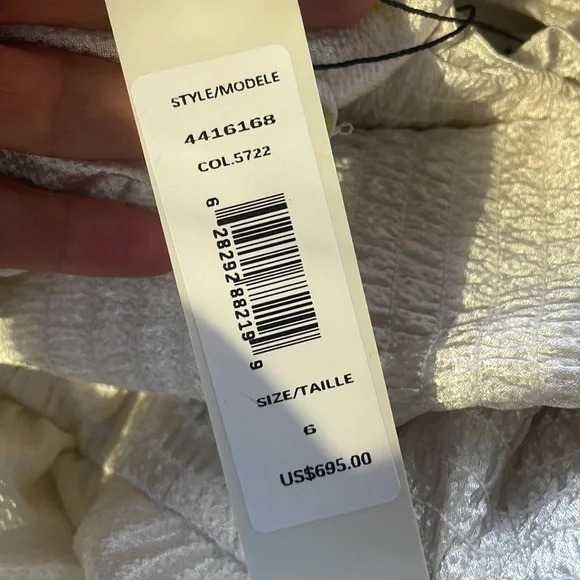 STYLE/MODELE
4416168
COL.5722
6 28292 88219 9
SIZE/TAILLE
6
US$695.00